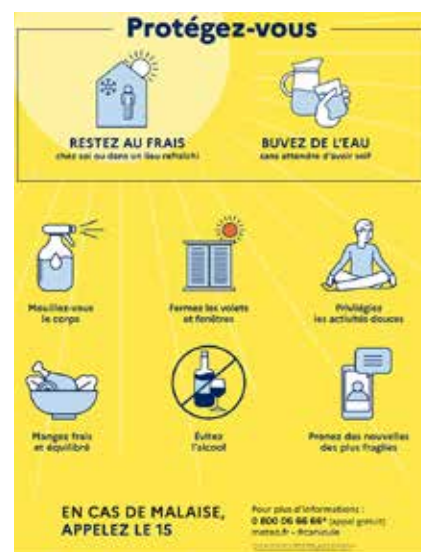 Protégez-vous
RESTEZ AU FRAIS
chez soi ou dans un lieu rafraîchi
BUVEZ DE L'EAU
sans attendre d'avoir soif
Mouillez-vous
le corps
Fermez les volets
et fenêtres
Privilégiez
les activités douces
Mangez frais
et équilibré
Évitez
l'alcool
Prenez des nouvelles
des plus fragiles
EN CAS DE MALAISE,
APPELEZ LE 15
Pour plus d'informations :
0 800 06 66 66* (appel gratuit)
meteo.fr - #canicule